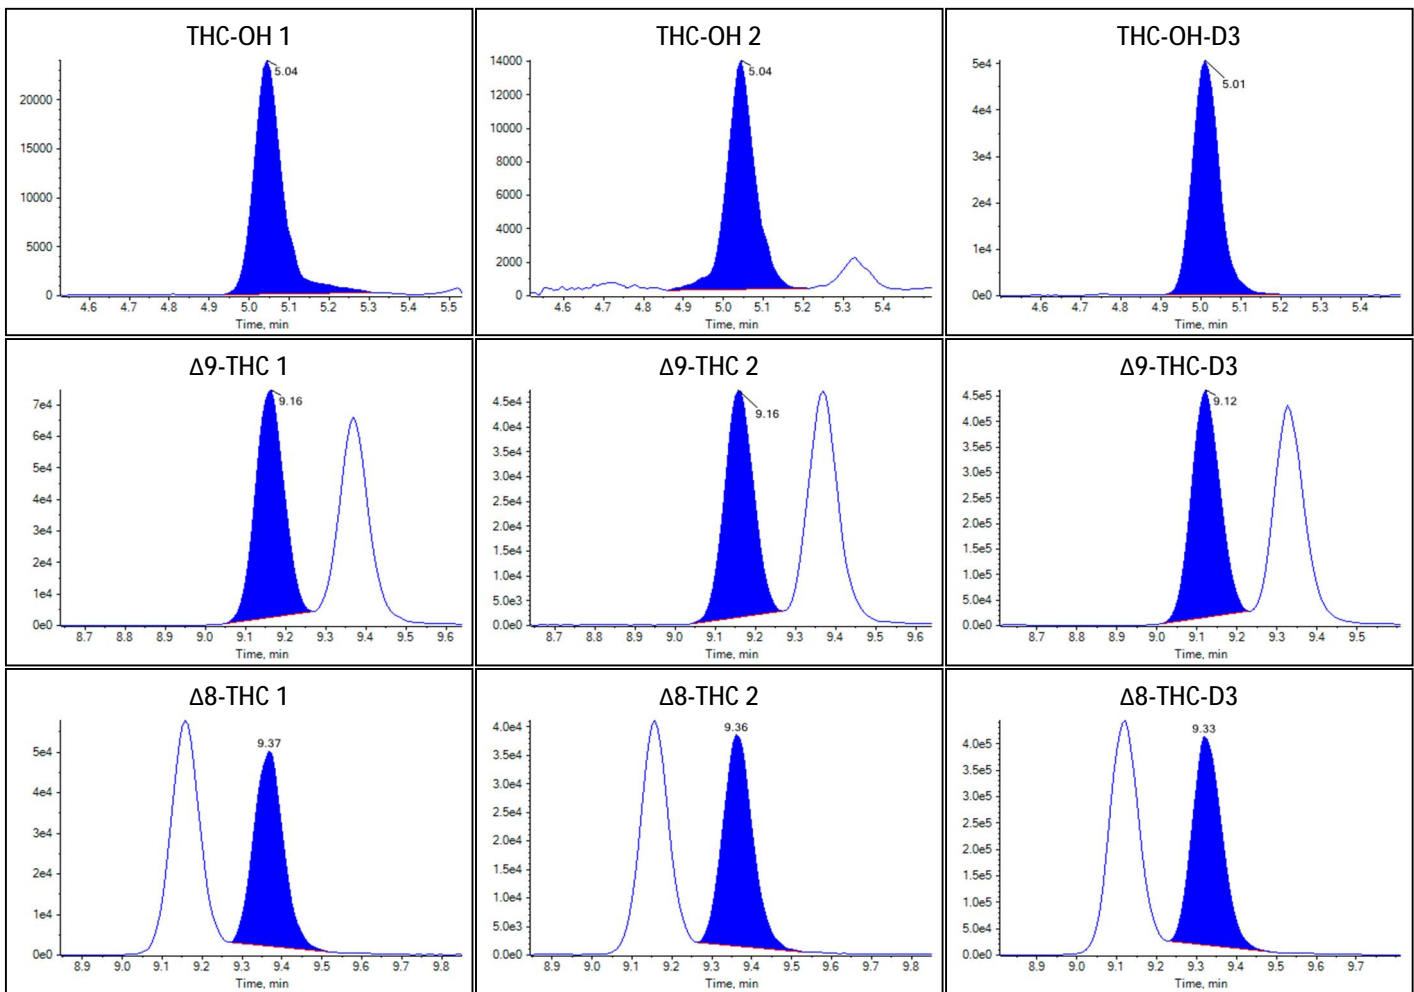 THC-OH 1
5.04
20000
15000
10000
5000
0
4.6 4.7 4.8 4.9 5.0 5.1 5.2 5.3 5.4 5.5
Time, min
THC-OH 2
5.04
14000
12000
10000
8000
6000
4000
2000
0
4.6 4.7 4.8 4.9 5.0 5.1 5.2 5.3 5.4
Time, min
THC-OH-D3
5.01
5e4
4e4
3e4
2e4
1e4
0e0
4.6 4.7 4.8 4.9 5.0 5.1 5.2 5.3 5.4
Time, min
Δ9-THC 1
9.16
7e4
6e4
5e4
4e4
3e4
2e4
1e4
0e0
8.7 8.8 8.9 9.0 9.1 9.2 9.3 9.4 9.5 9.6
Time, min
Δ9-THC 2
9.16
4.5e4
4.0e4
3.5e4
3.0e4
2.5e4
2.0e4
1.5e4
1.0e4
5.0e3
0.0e0
8.7 8.8 8.9 9.0 9.1 9.2 9.3 9.4 9.5 9.6
Time, min
Δ9-THC-D3
9.12
4.5e5
4.0e5
3.5e5
3.0e5
2.5e5
2.0e5
1.5e5
1.0e5
5.0e4
0.0e0
8.7 8.8 8.9 9.0 9.1 9.2 9.3 9.4 9.5
Time, min
Δ8-THC 1
9.37
5e4
4e4
3e4
2e4
1e4
0e0
8.9 9.0 9.1 9.2 9.3 9.4 9.5 9.6 9.7 9.8
Time, min
Δ8-THC 2
9.36
4.0e4
3.5e4
3.0e4
2.5e4
2.0e4
1.5e4
1.0e4
5.0e3
0.0e0
8.9 9.0 9.1 9.2 9.3 9.4 9.5 9.6 9.7 9.8
Time, min
Δ8-THC-D3
9.33
4.0e5
3.5e5
3.0e5
2.5e5
2.0e5
1.5e5
1.0e5
5.0e4
0.0e0
8.9 9.0 9.1 9.2 9.3 9.4 9.5 9.6 9.7
Time, min